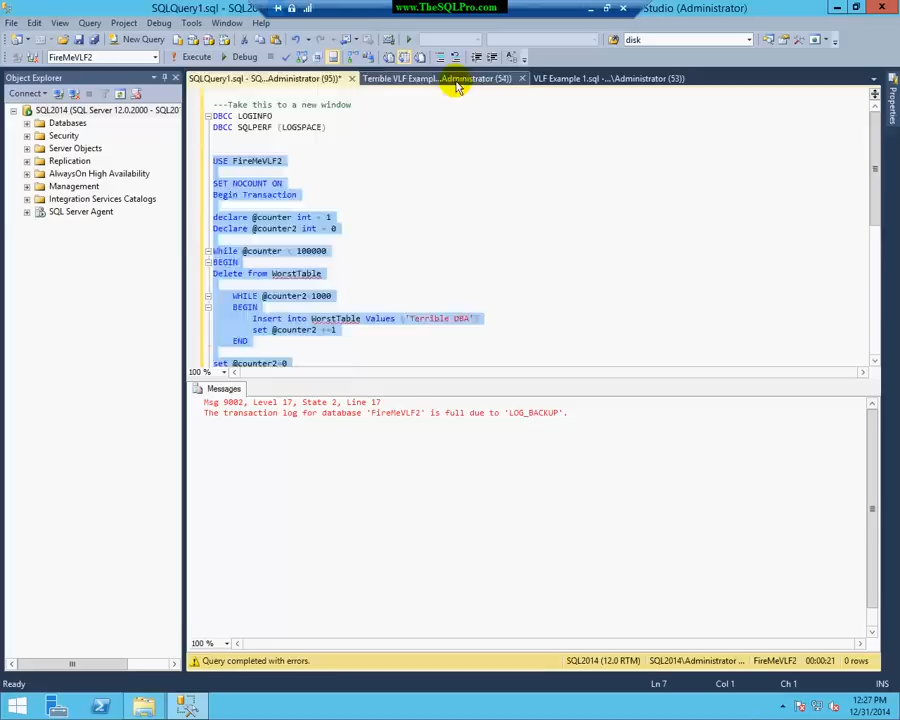 SQLQuery1.sql - SQL20
www.TheSQLPro.com
Studio (Administrator)
File Edit View Query Project Debug Tools Window Help
New Query
disk
FireMeVLF2
Execute
Debug
Object Explorer
SQLQuery1.sql - SQ...Administrator (95))*
Terrible VLF Exampl...Administrator (54))
VLF Example 1.sql -...\Administrator (53))
Properties
Connect
SQL2014 (SQL Server 12.0.2000 - SQL20
Databases
Security
Server Objects
Replication
AlwaysOn High Availability
Management
Integration Services Catalogs
SQL Server Agent
---Take this to a new window
DBCC LOGINFO
DBCC SQLPERF (LOGSPACE)
USE FireMeVLF2
SET NOCOUNT ON
Begin Transaction
declare @counter int = 1
Declare @counter2 int = 0
While @counter < 100000
BEGIN
Delete from WorstTable
WHILE @counter2<1000
BEGIN
Insert into WorstTable Values ('Terrible DBA')
set @counter2 +=1
END
set @counter2=0
100 %
Messages
Msg 9002, Level 17, State 2, Line 17
The transaction log for database 'FireMeVLF2' is full due to 'LOG_BACKUP'.
100 %
Query completed with errors.
SQL2014 (12.0 RTM)
SQL2014\Administrator ...
FireMeVLF2
00:00:21
0 rows
Ready
Ln 7
Col 1
Ch 1
INS
12:27 PM
12/31/2014